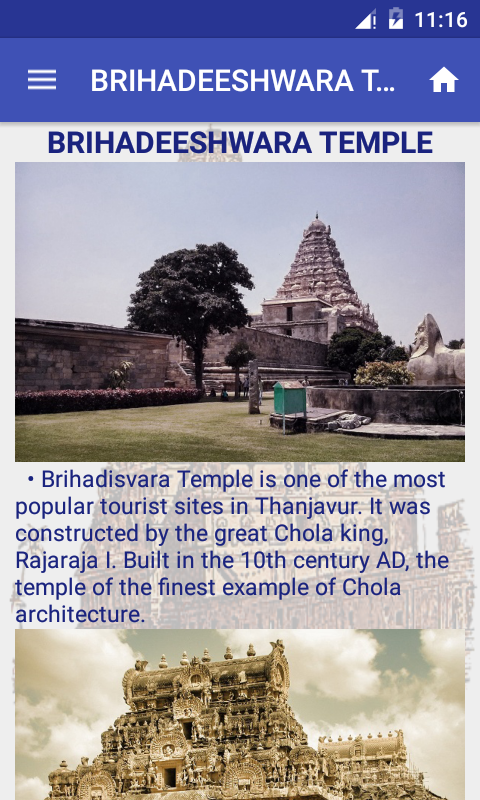 11:16
BRIHADEESHWARA T...
BRIHADEESHWARA TEMPLE
• Brihadisvara Temple is one of the most
popular tourist sites in Thanjavur. It was
constructed by the great Chola king,
Rajaraja I. Built in the 10th century AD, the
temple of the finest example of Chola
architecture.